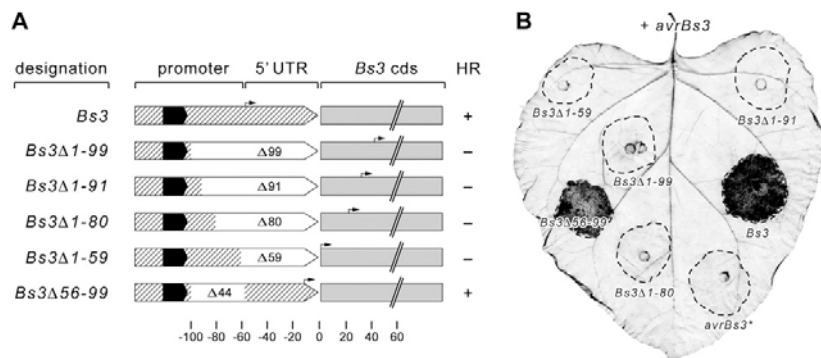 A
designation promoter 5' UTR Bs3 cds HR
Bs3 +
Bs3Δ1-99 Δ99 –
Bs3Δ1-91 Δ91 –
Bs3Δ1-80 Δ80 –
Bs3Δ1-59 Δ59 –
Bs3Δ56-99 Δ44 +
-100 -80 -60 -40 -20 0 20 40 60
B
+ avrBs3
Bs3Δ1-59
Bs3Δ1-91
Bs3Δ1-99
Bs3Δ56-99
Bs3
Bs3Δ1-80
avrBs3*